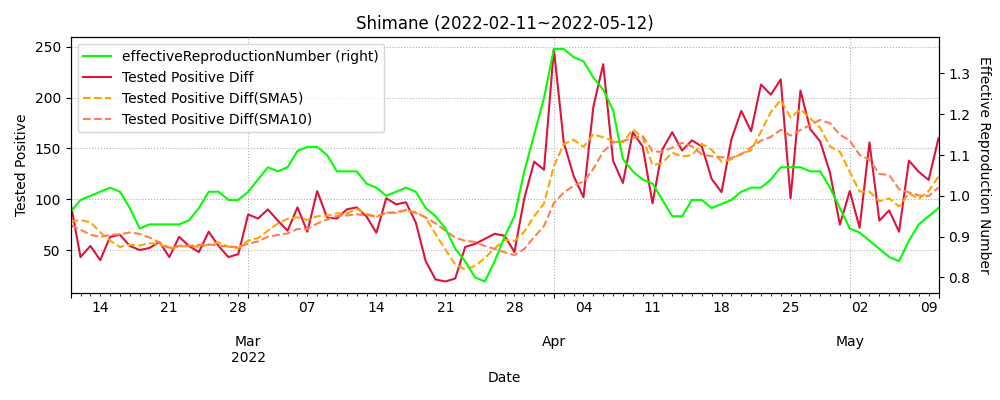 Shimane (2022-02-11~2022-05-12)
effectiveReproductionNumber (right)
Tested Positive Diff
Tested Positive Diff(SMA5)
Tested Positive Diff(SMA10)
Tested Positive
250
200
150
100
50
1.3
1.2
1.1
1.0
0.9
0.8
Effective Reproduction Number
14 21 28 07 14 21 28 04 11 18 25 02 09
Mar Apr May
2022
Date